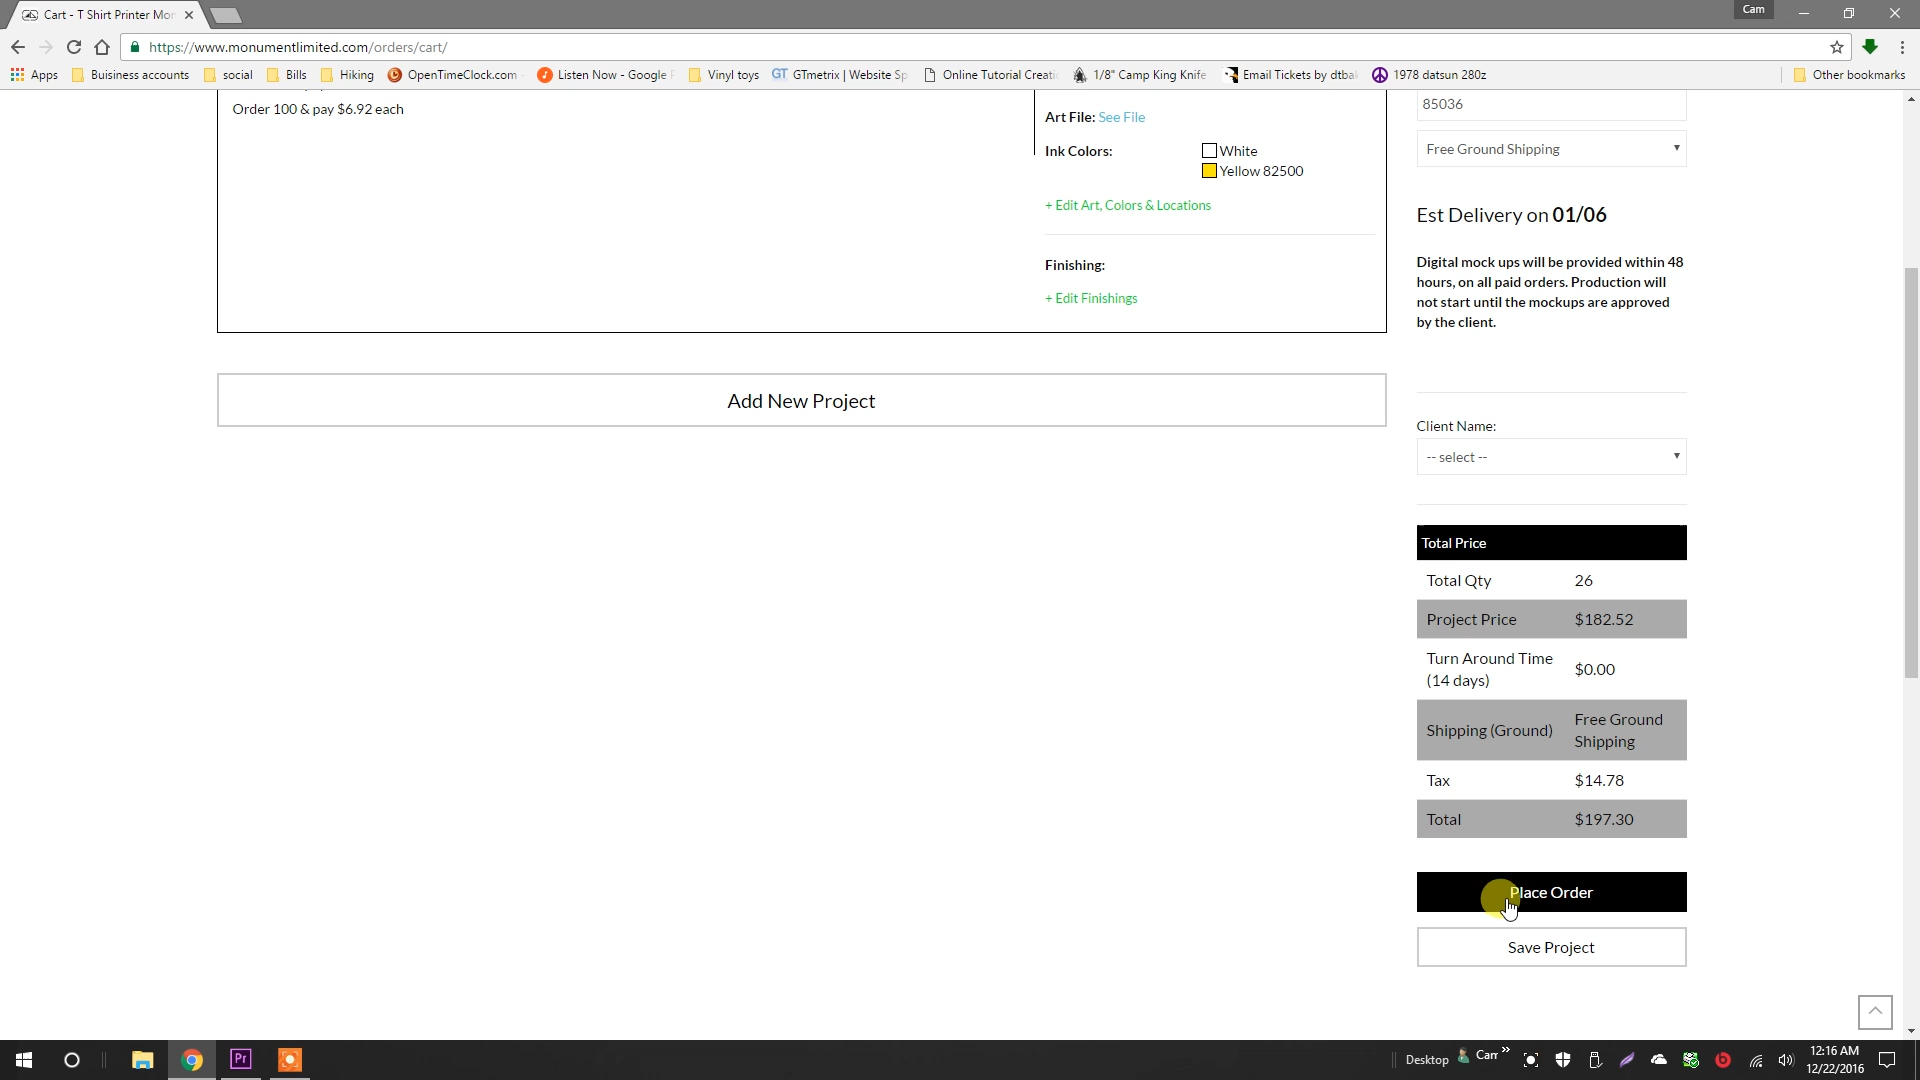 Cart - T Shirt Printer Mon
Cam
https://www.monumentlimited.com/orders/cart/
Apps
Buisiness accounts
social
Bills
Hiking
OpenTimeClock.com
Listen Now - Google
Vinyl toys
GT GTmetrix | Website Sp
Online Tutorial Creati
1/8" Camp King Knife
Email Tickets by dtba
1978 datsun 280z
Other bookmarks
Order 100 & pay $6.92 each
Art File: See File
Ink Colors:
White
Yellow 82500
+ Edit Art, Colors & Locations
Finishing:
+ Edit Finishings
Add New Project
85036
Free Ground Shipping
Est Delivery on 01/06
Digital mock ups will be provided within 48
hours, on all paid orders. Production will
not start until the mockups are approved
by the client.
Client Name:
-- select --
Total Price
Total Qty 26
Project Price $182.52
Turn Around Time
(14 days)
$0.00
Shipping (Ground)
Free Ground
Shipping
Tax $14.78
Total $197.30
Place Order
Save Project
Pr
Desktop
Cam
12:16 AM
12/22/2016